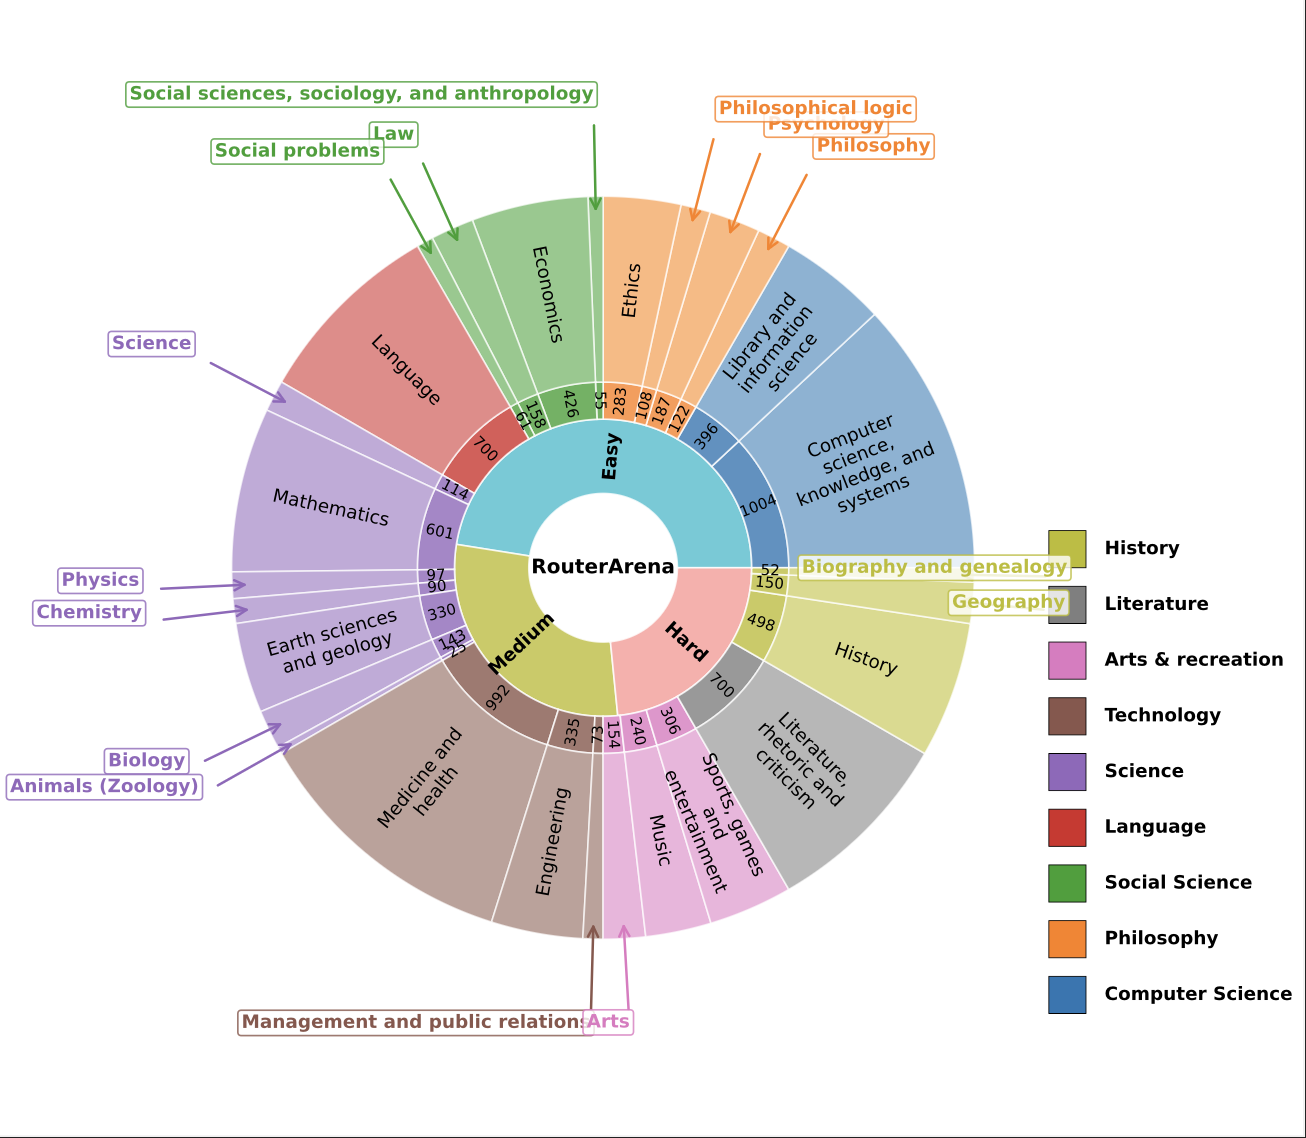 Social sciences, sociology, and anthropology
Law
Social problems
Philosophical logic
Psychology
Philosophy
Science
Physics
Chemistry
Biology
Animals (Zoology)
Management and public relations
Arts
Biography and genealogy
Geography
Language
Economics
Ethics
Library and
information
science
Computer
science,
knowledge, and
systems
Mathematics
Earth sciences
and geology
Medicine and
health
Engineering
Music
Sports, games
and
entertainment
Literature,
rhetoric and
criticism
History
700
61
158
426
55
283
108
187
122
396
1004
114
601
97
90
330
143
25
992
335
73
154
240
306
700
498
150
52
Easy
Medium
Hard
RouterArena
History
Literature
Arts & recreation
Technology
Science
Language
Social Science
Philosophy
Computer Science